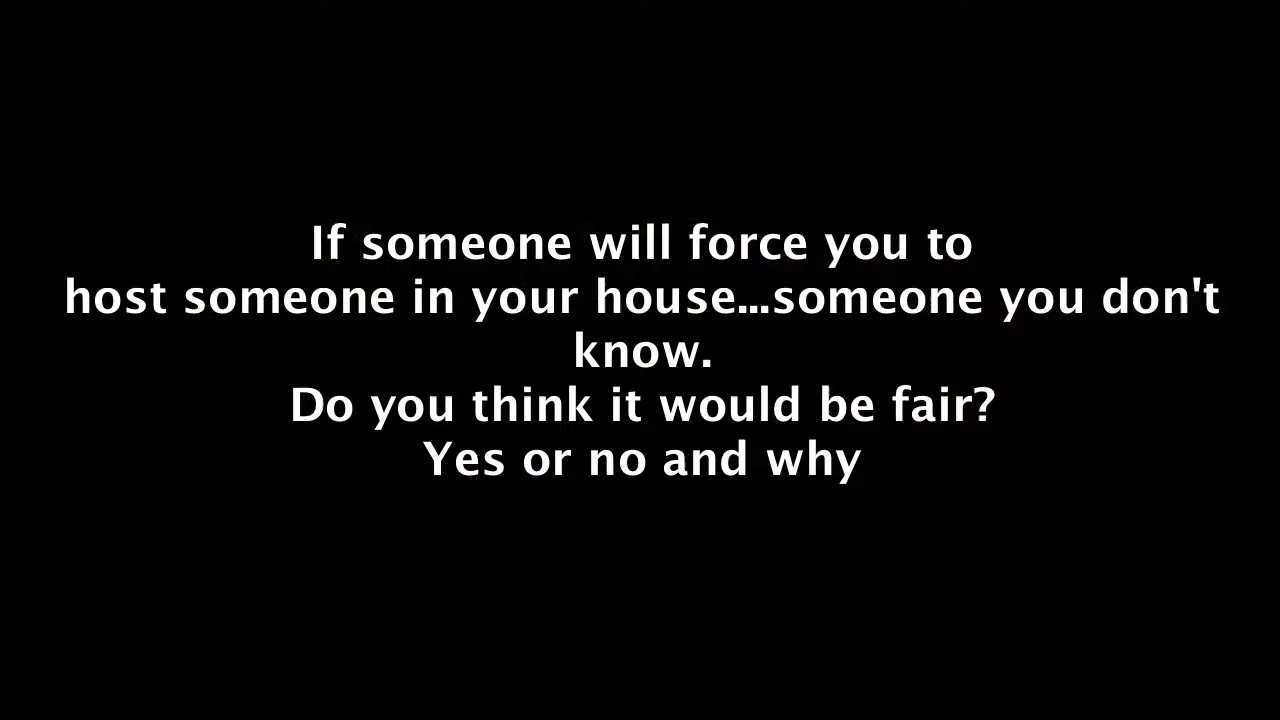 If someone will force you to
host someone in your house...someone you don't
know.
Do you think it would be fair?
Yes or no and why